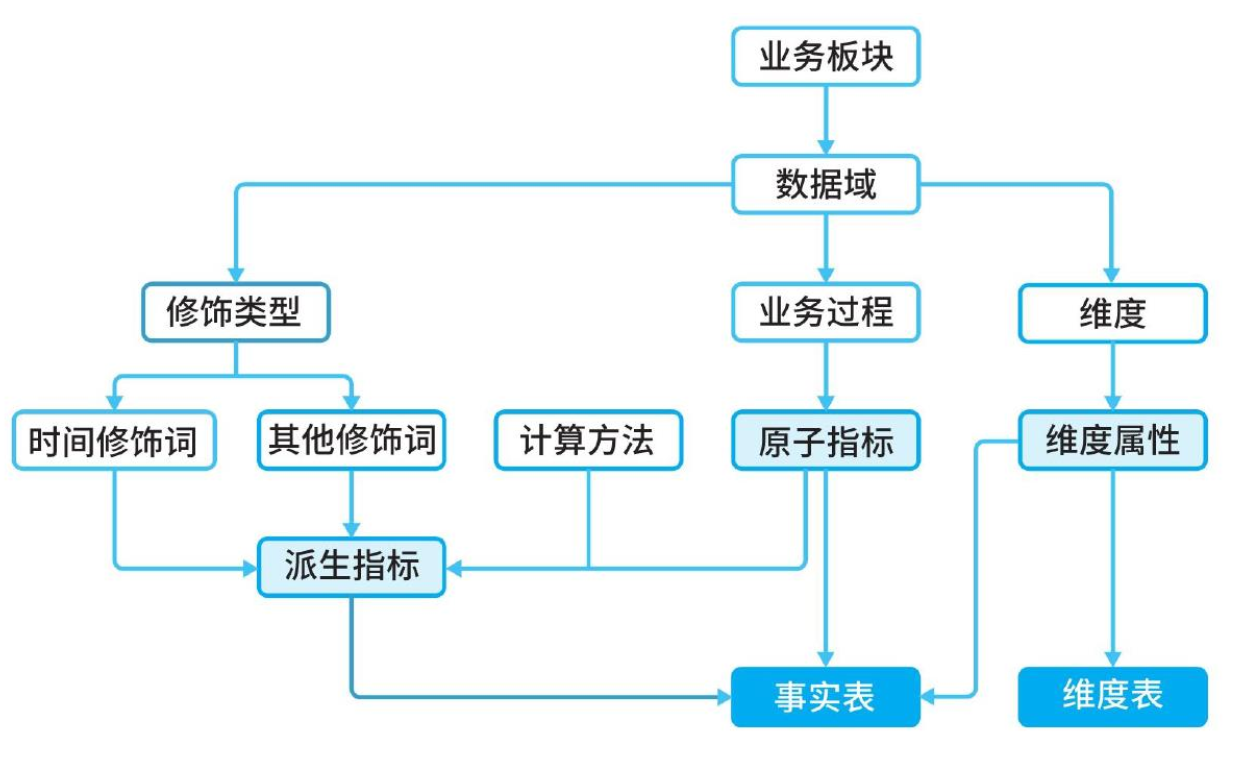 业务板块
数据域
修饰类型
业务过程
维度
时间修饰词
其他修饰词
计算方法
原子指标
维度属性
派生指标
事实表
维度表